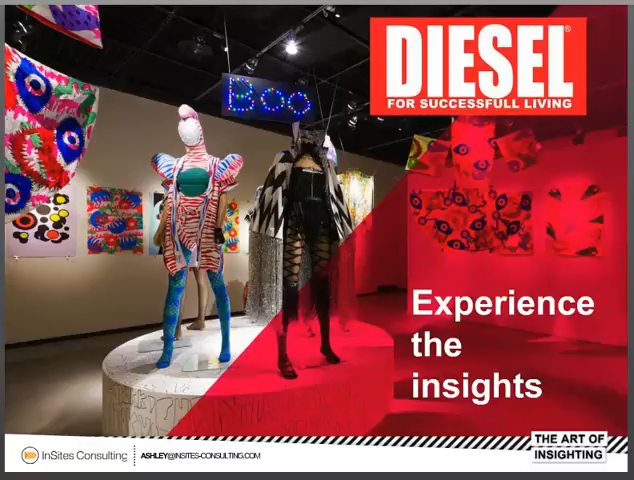 DIESEL®
FOR SUCCESSFULL LIVING
Boo
Experience
the
insights
InSites Consulting
ASHLEY@INSITES-CONSULTING.COM
THE ART OF
INSIGHTING